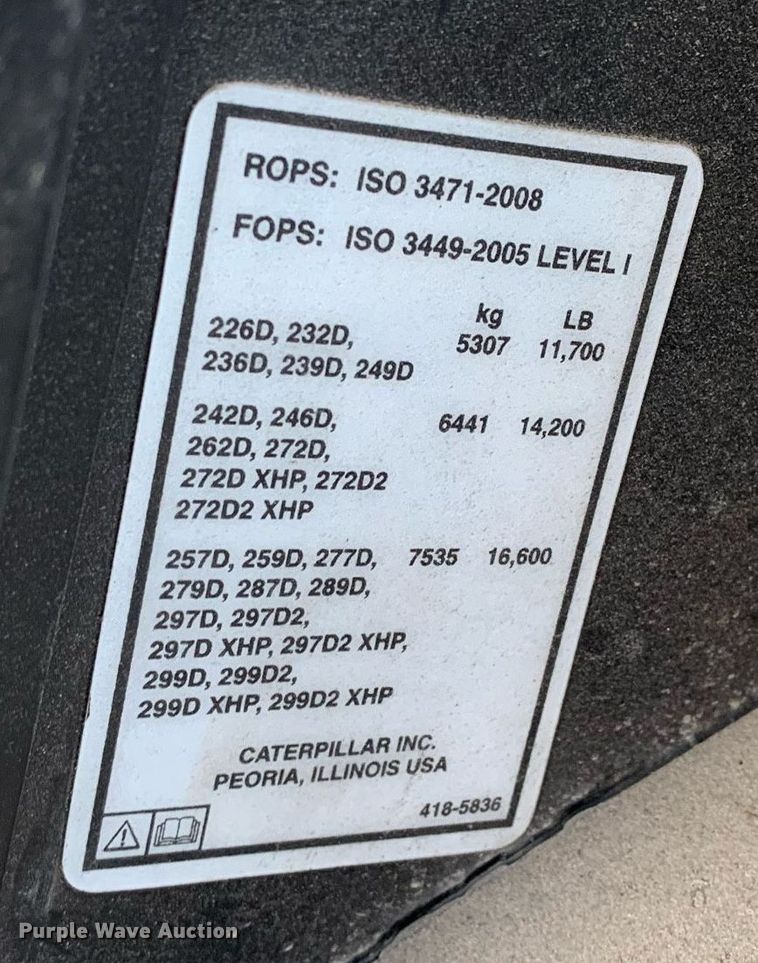 ROPS: ISO 3471-2008
FOPS: ISO 3449-2005 LEVEL I
kg LB
226D, 232D, 5307 11,700
236D, 239D, 249D
242D, 246D, 6441 14,200
262D, 272D,
272D XHP, 272D2
272D2 XHP
257D, 259D, 277D, 7535 16,600
279D, 287D, 289D,
297D, 297D2,
297D XHP, 297D2 XHP,
299D, 299D2,
299D XHP, 299D2 XHP
CATERPILLAR INC.
PEORIA, ILLINOIS USA
418-5836
Purple Wave Auction